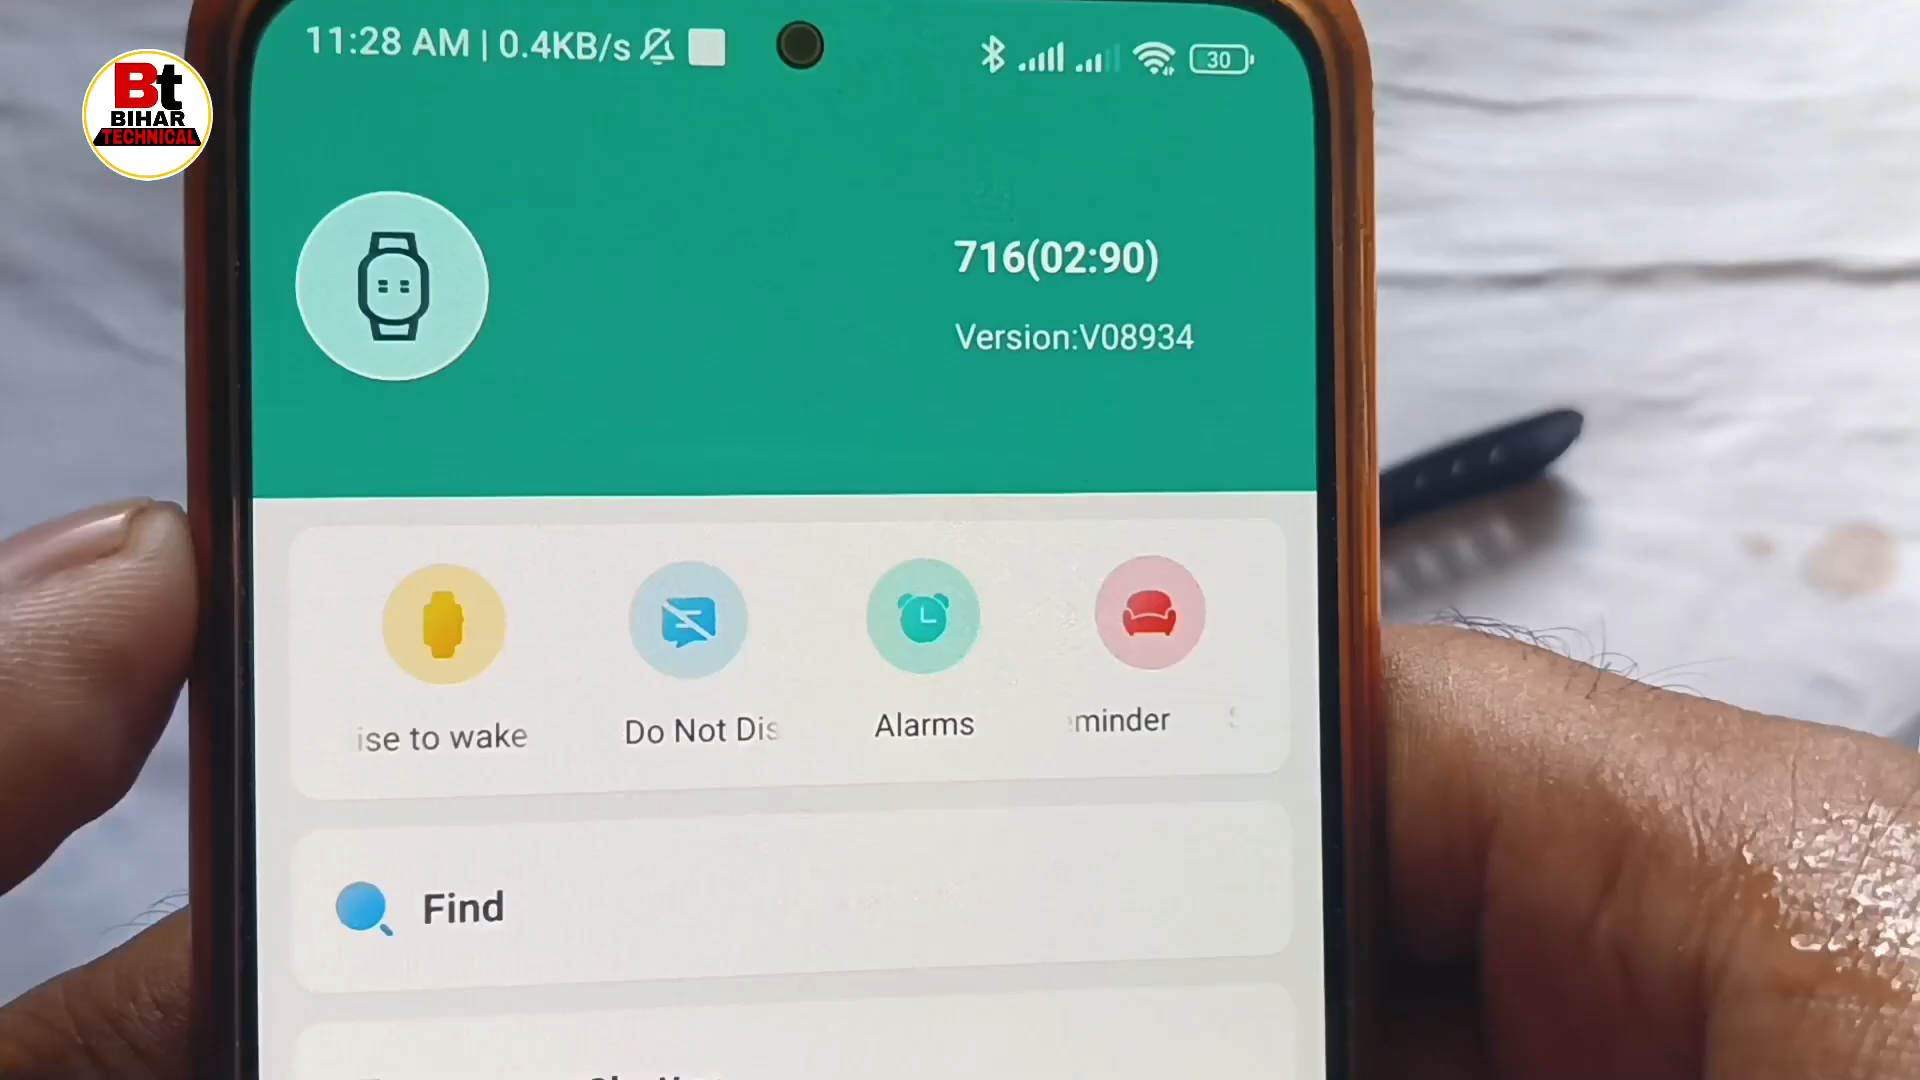 11:28 AM | 0.4KB/s
30
Bt
BIHAR
TECHNICAL
716(02:90)
Version:V08934
ise to wake
Do Not Dis
Alarms
minder
Find